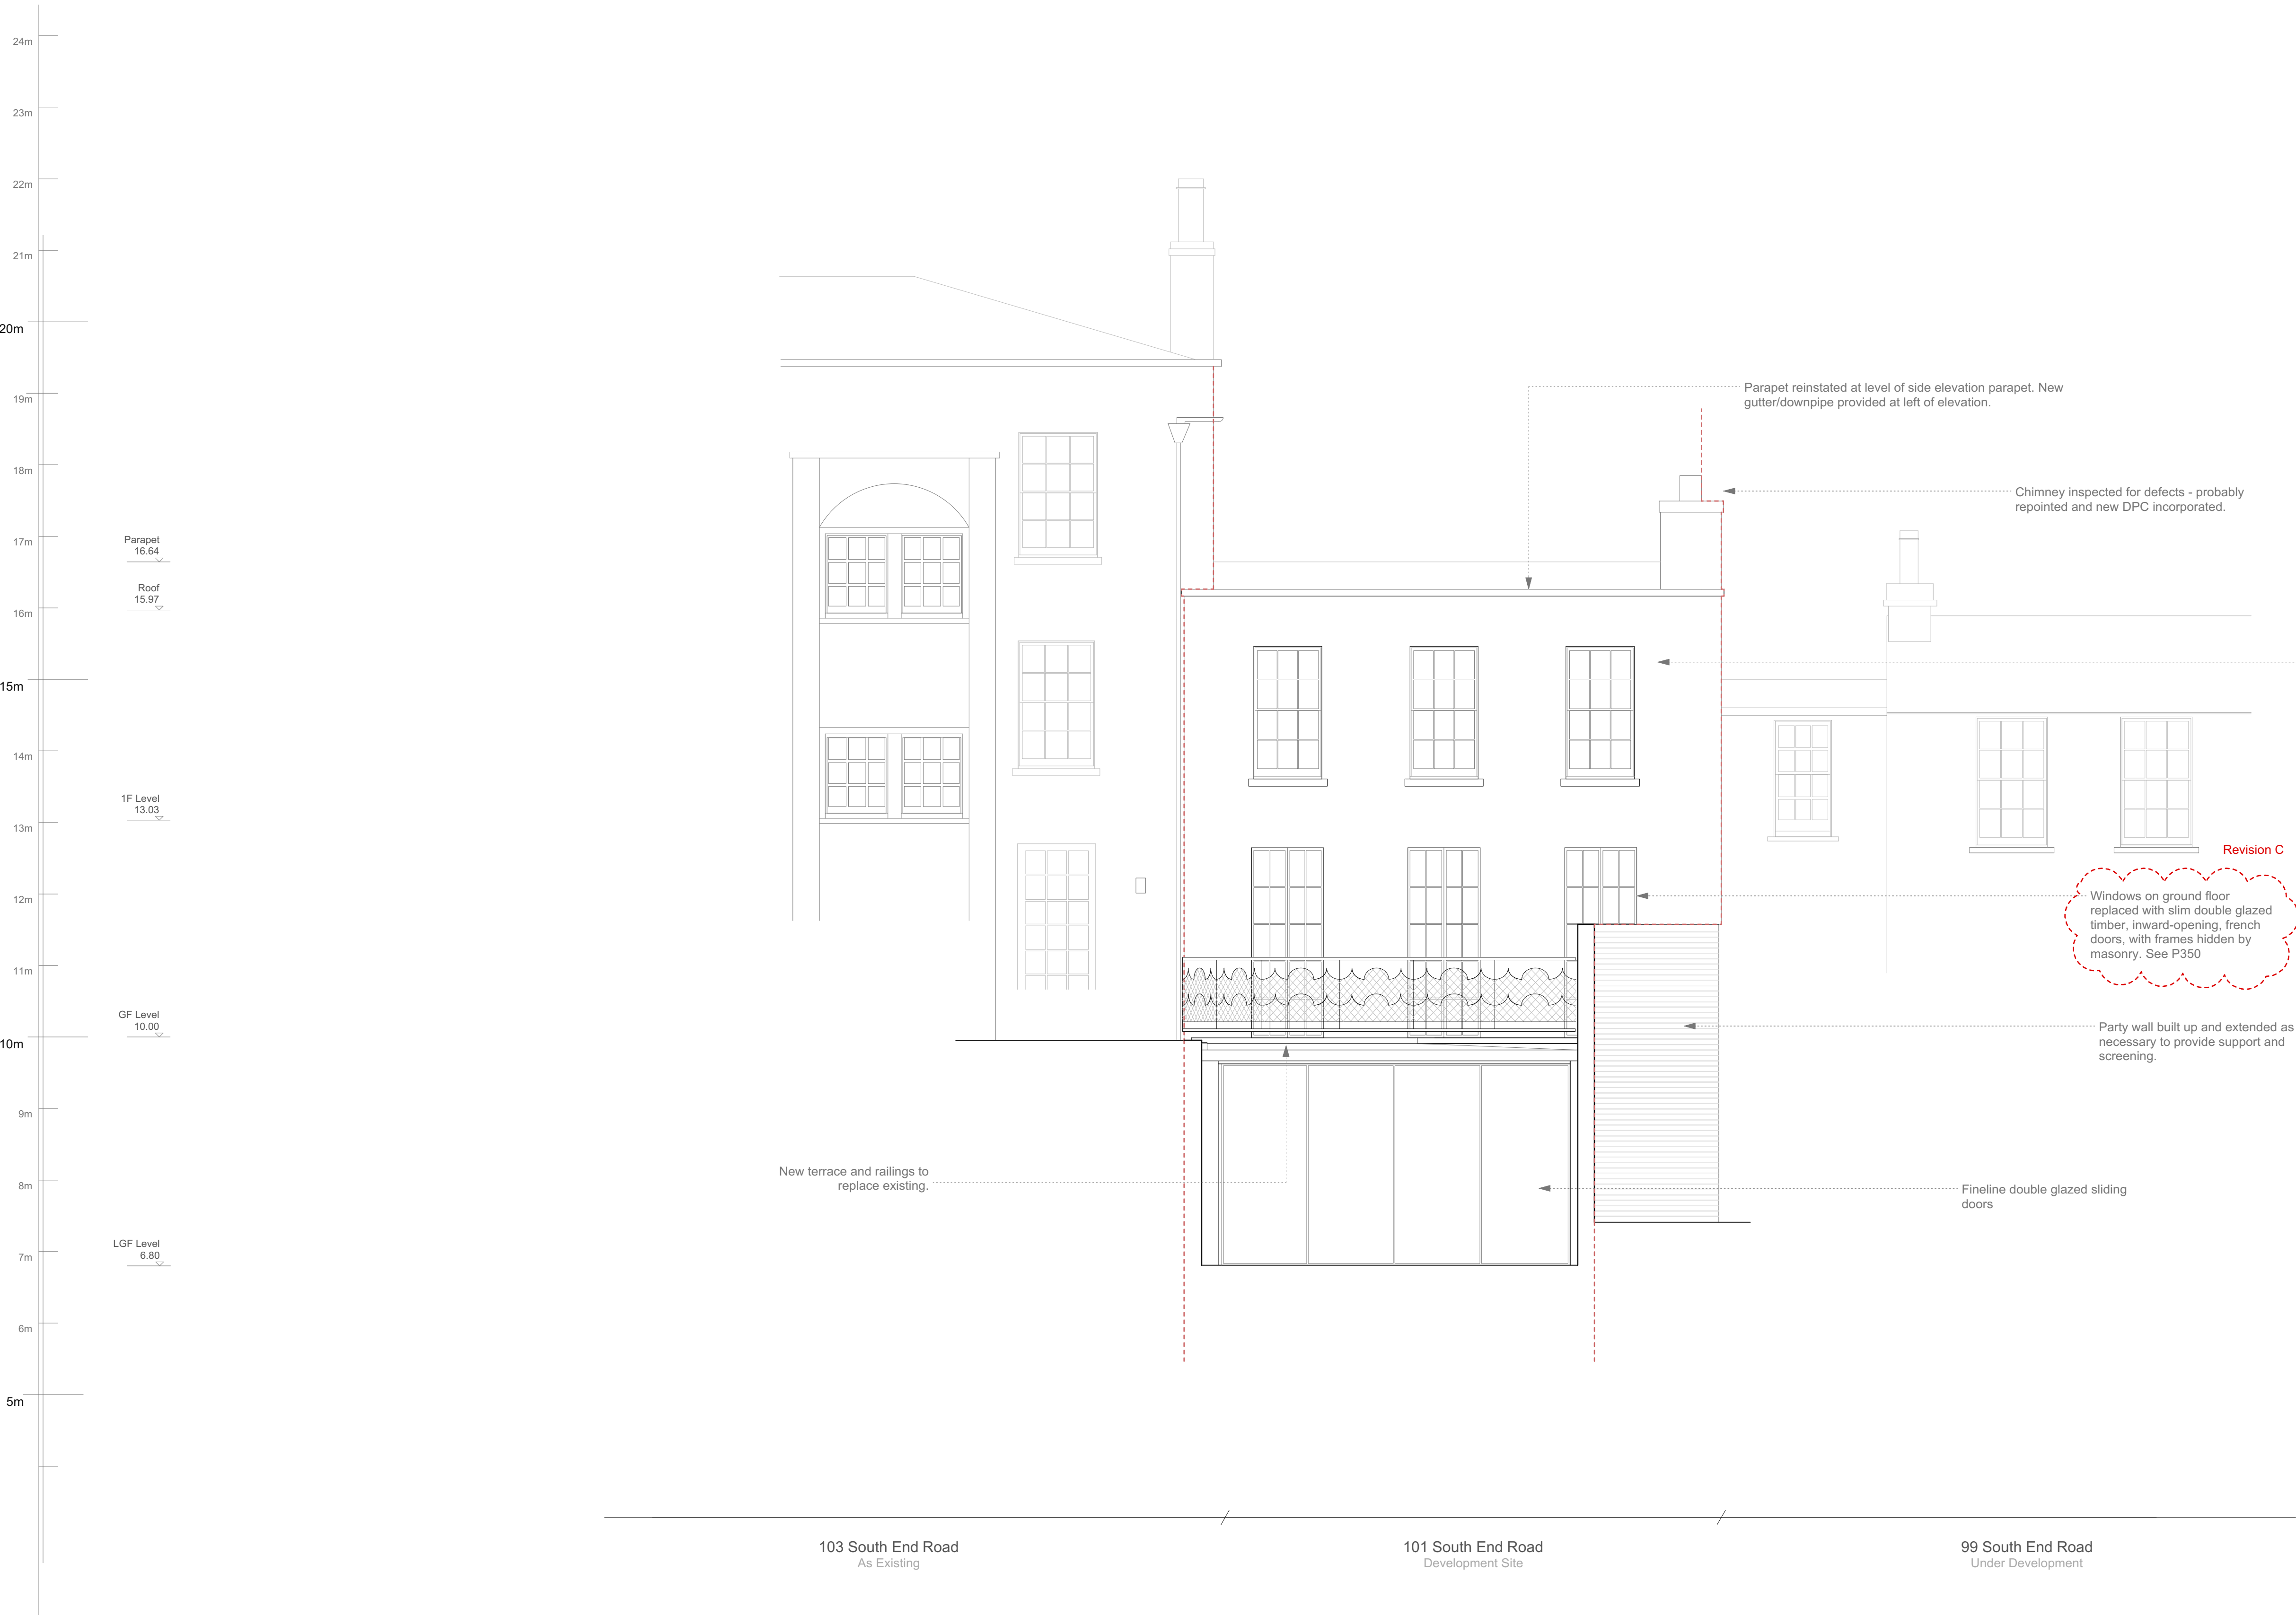 24m
23m
22m
21m
20m
19m
18m
17m
16m
15m
14m
13m
12m
11m
10m
9m
8m
7m
6m
5m
Parapet
16.64
Roof
15.97
1F Level
13.03
GF Level
10.00
LGF Level
6.80
Parapet reinstated at level of side elevation parapet. New
gutter/downpipe provided at left of elevation.
Chimney inspected for defects - probably
repointed and new DPC incorporated.
Revision C
Windows on ground floor
replaced with slim double glazed
timber, inward-opening, french
doors, with frames hidden by
masonry. See P350
Party wall built up and extended as
necessary to provide support and
screening.
New terrace and railings to
replace existing.
Fineline double glazed sliding
doors
103 South End Road
As Existing
101 South End Road
Development Site
99 South End Road
Under Development